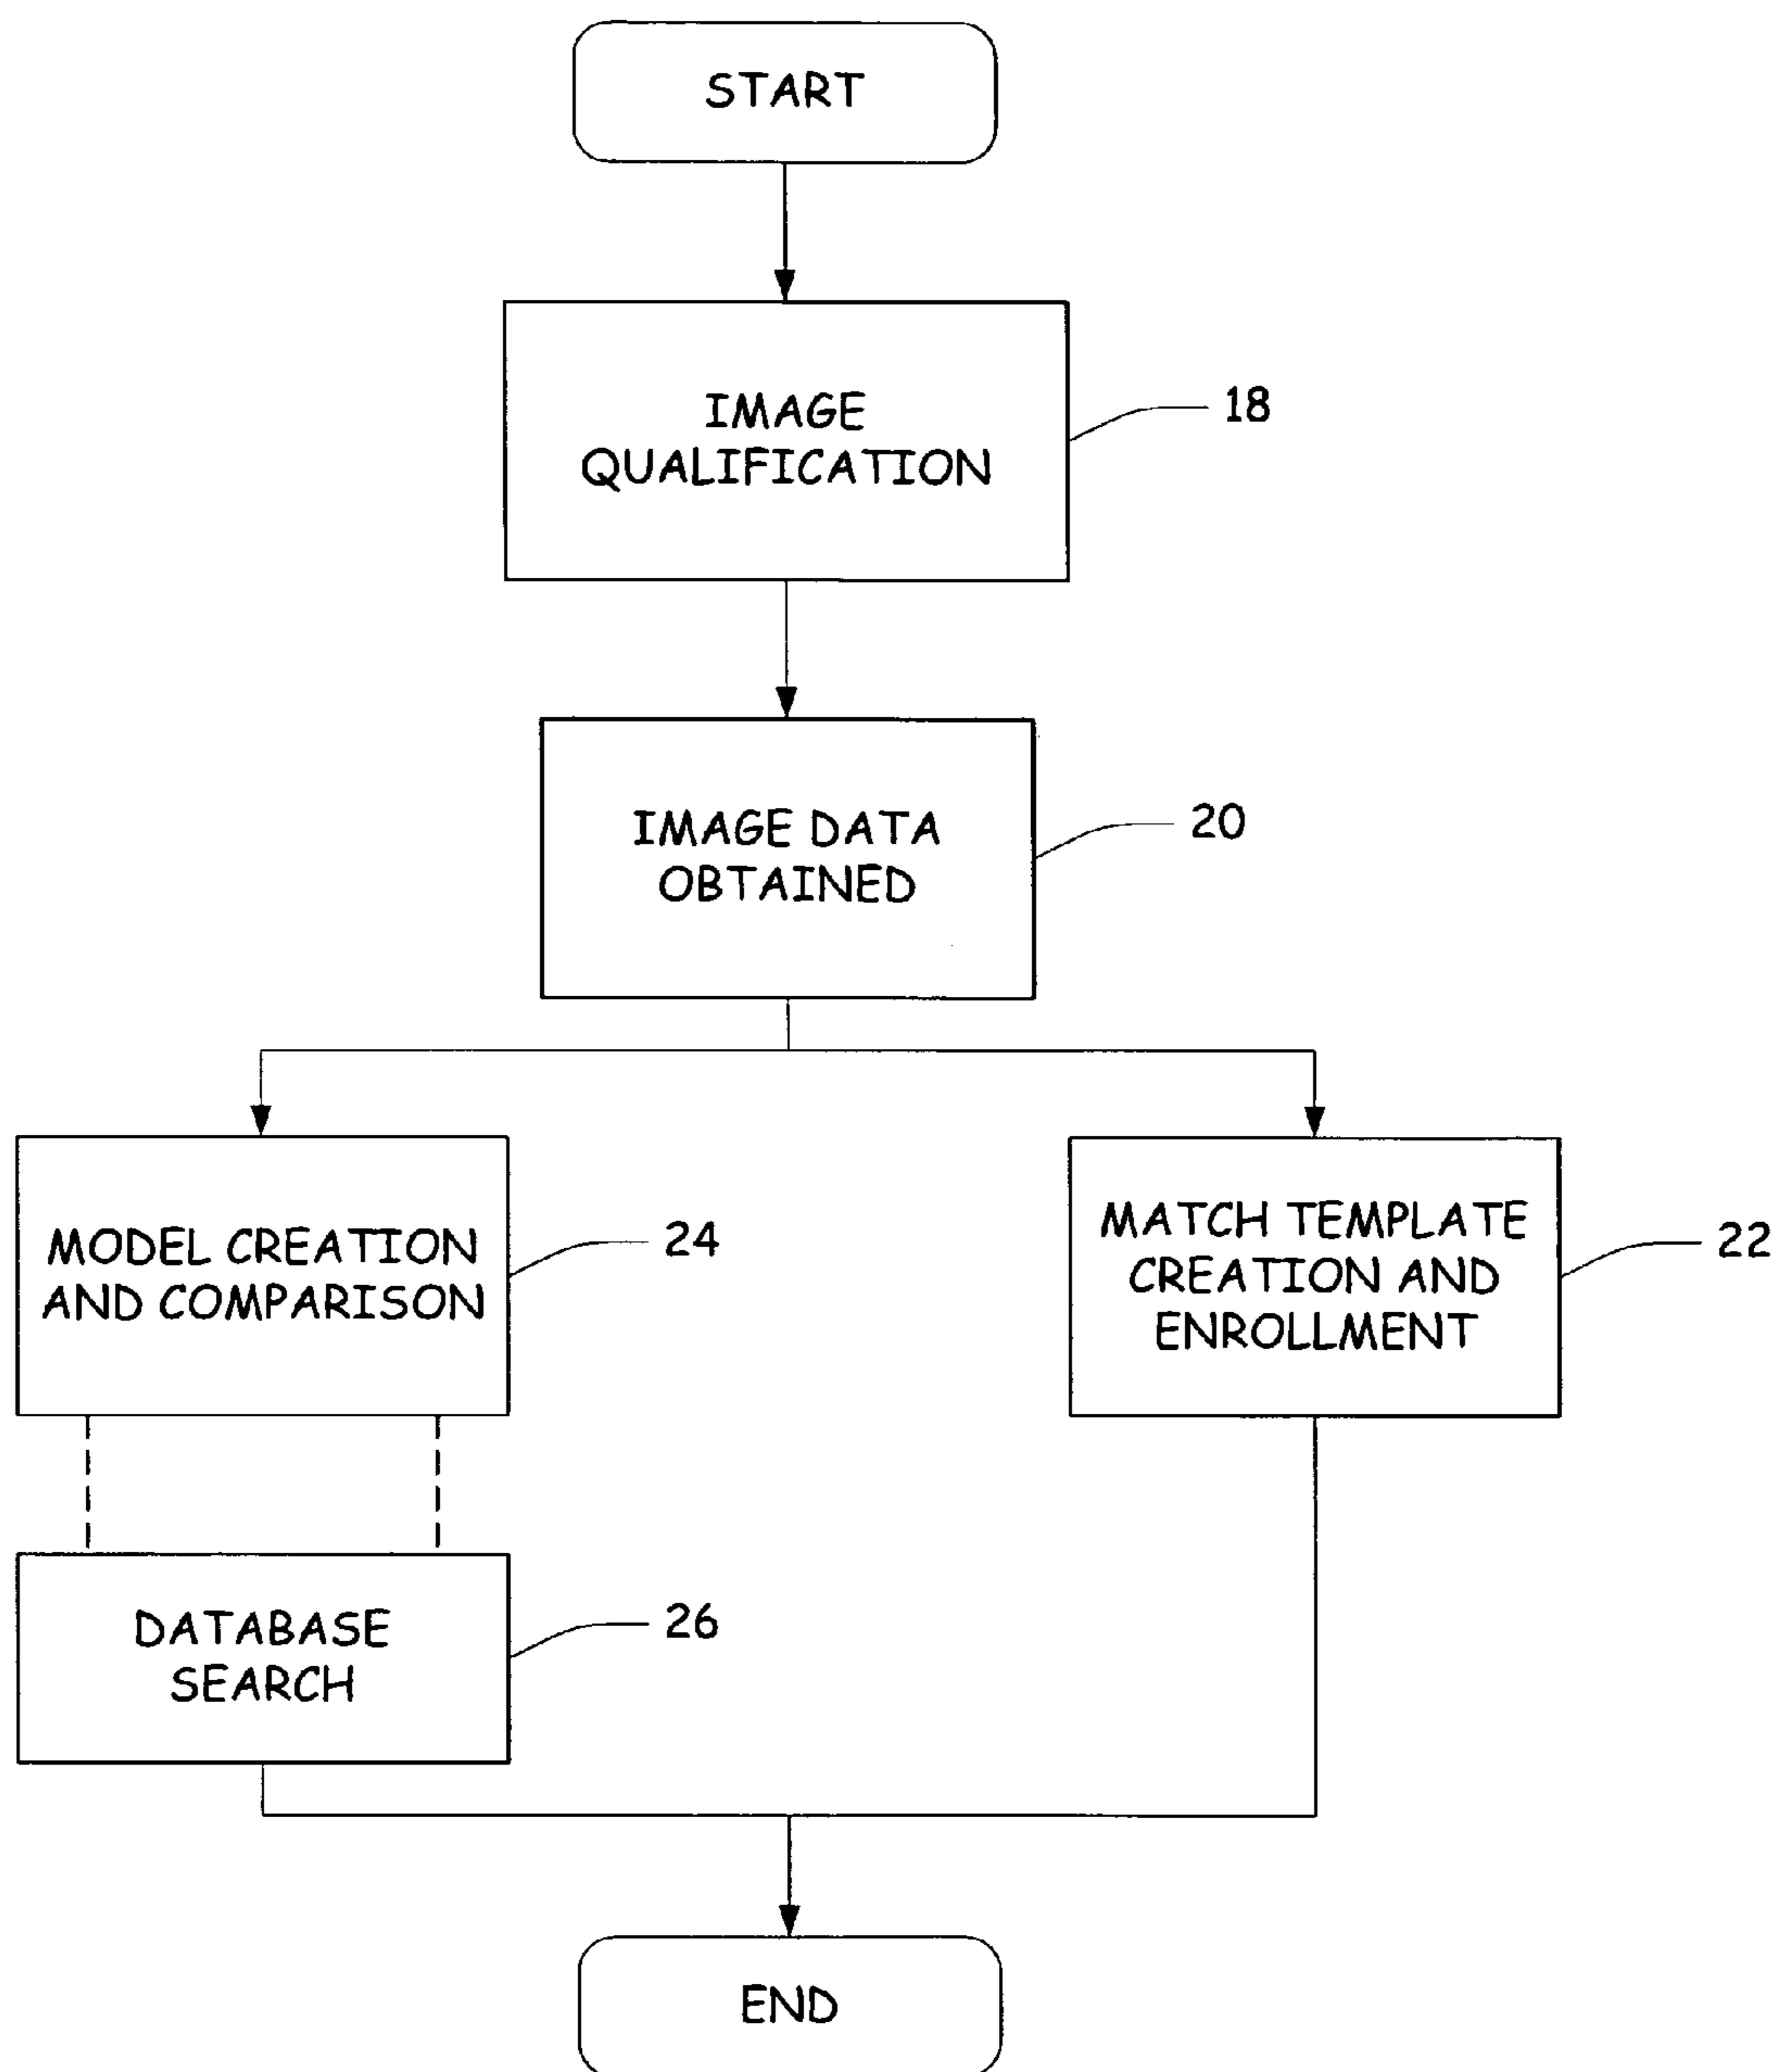 START
IMAGE
QUALIFICATION
18
IMAGE DATA
OBTAINED
20
MODEL CREATION
AND COMPARISON
24
MATCH TEMPLATE
CREATION AND
ENROLLMENT
22
DATABASE
SEARCH
26
END